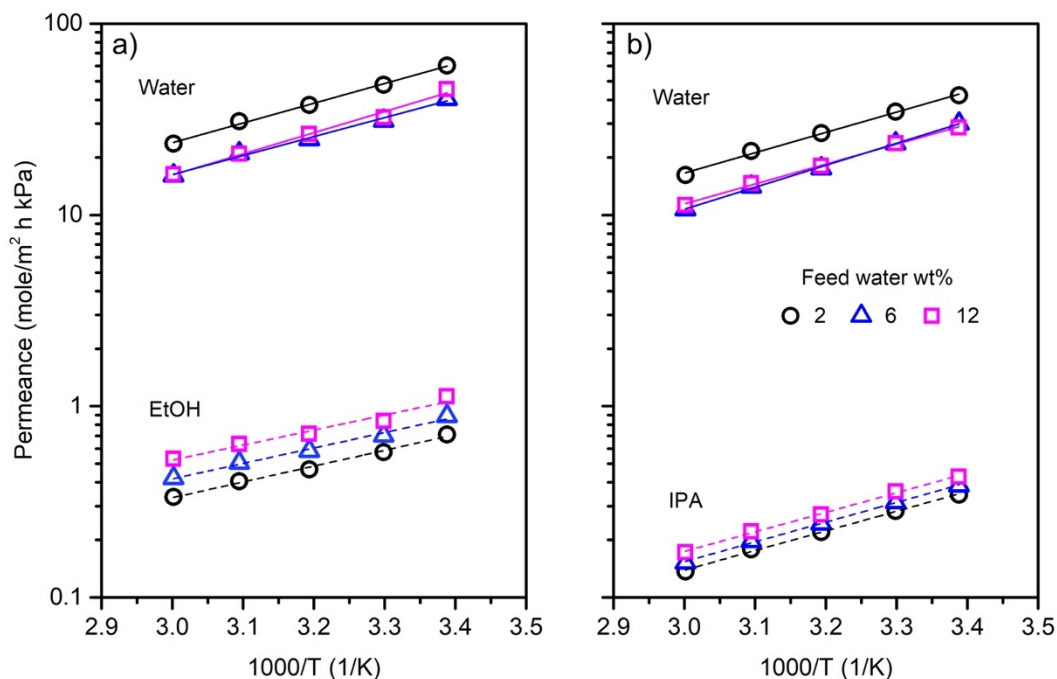 a)
Water
EtOH
100
10
1
0.1
Permeance (mole/m² h kPa)
2.9 3.0 3.1 3.2 3.3 3.4 3.5
1000/T (1/K)
b)
Water
Feed water wt%
2 6 12
IPA
2.9 3.0 3.1 3.2 3.3 3.4 3.5
1000/T (1/K)